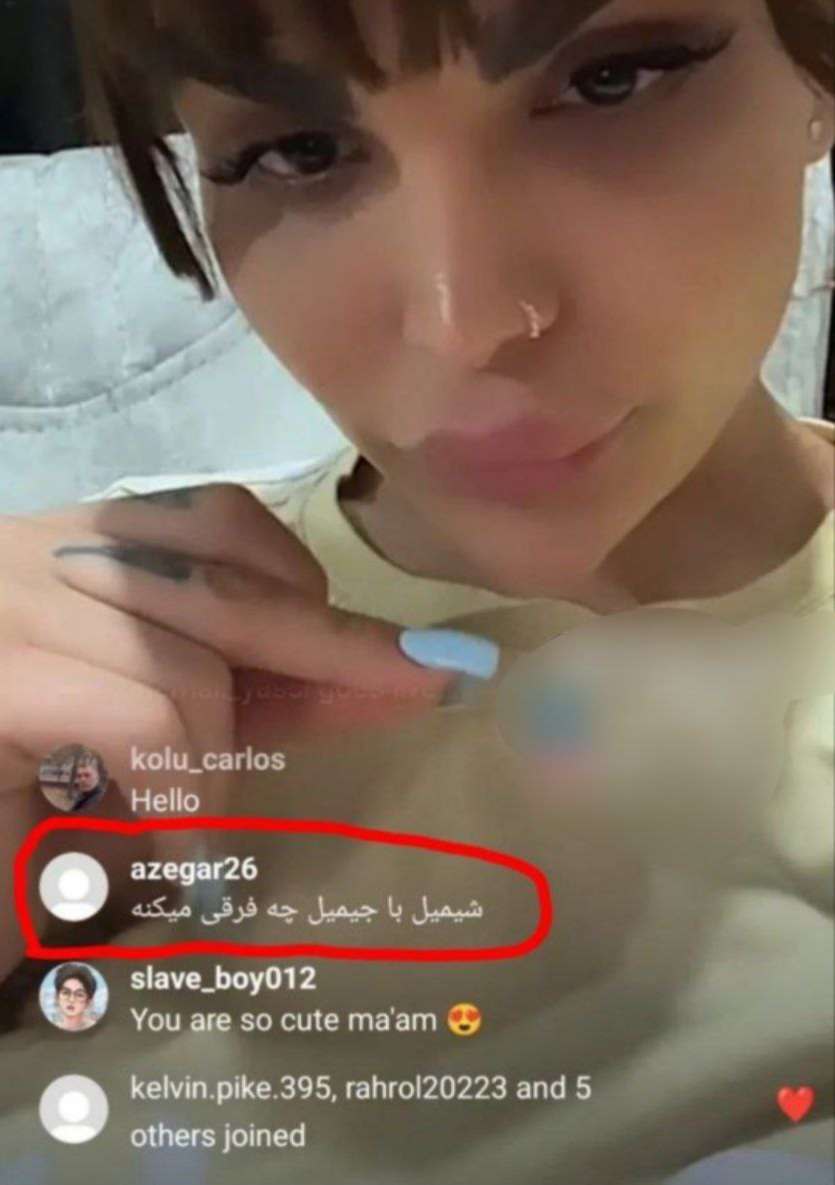 kolu_carlos
Hello
azegar26
شیمیل با جیمیل چه فرقی میکنه
slave_boy012
You are so cute ma'am 😍
kelvin.pike.395, rahrol20223 and 5
others joined